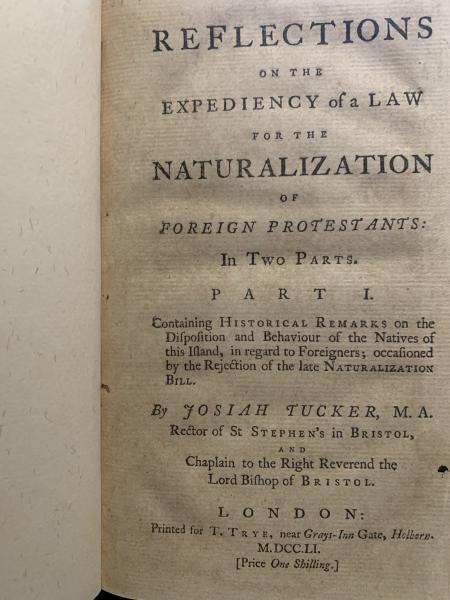 REFLECTIONS
ON THE
EXPEDIENCY of a LAW
FOR THE
NATURALIZATION
OF
FOREIGN PROTESTANTS:
In Two PARTS.
PART I.
Containing HISTORICAL REMARKS on the
Diſpoſition and Behaviour of the Natives of
this Iſland, in regard to Foreigners; occaſioned
by the Rejection of the late NATURALIZATION
BILL.
By JOSIAH TUCKER, M. A.
Rector of St STEPHEN's in BRISTOL,
AND
Chaplain to the Right Reverend the
Lord Biſhop of BRISTOL.
LONDON:
Printed for T. TRYE, near Grays-Inn Gate, Holborn.
M.DCC.LI.
[Price One Shilling.]